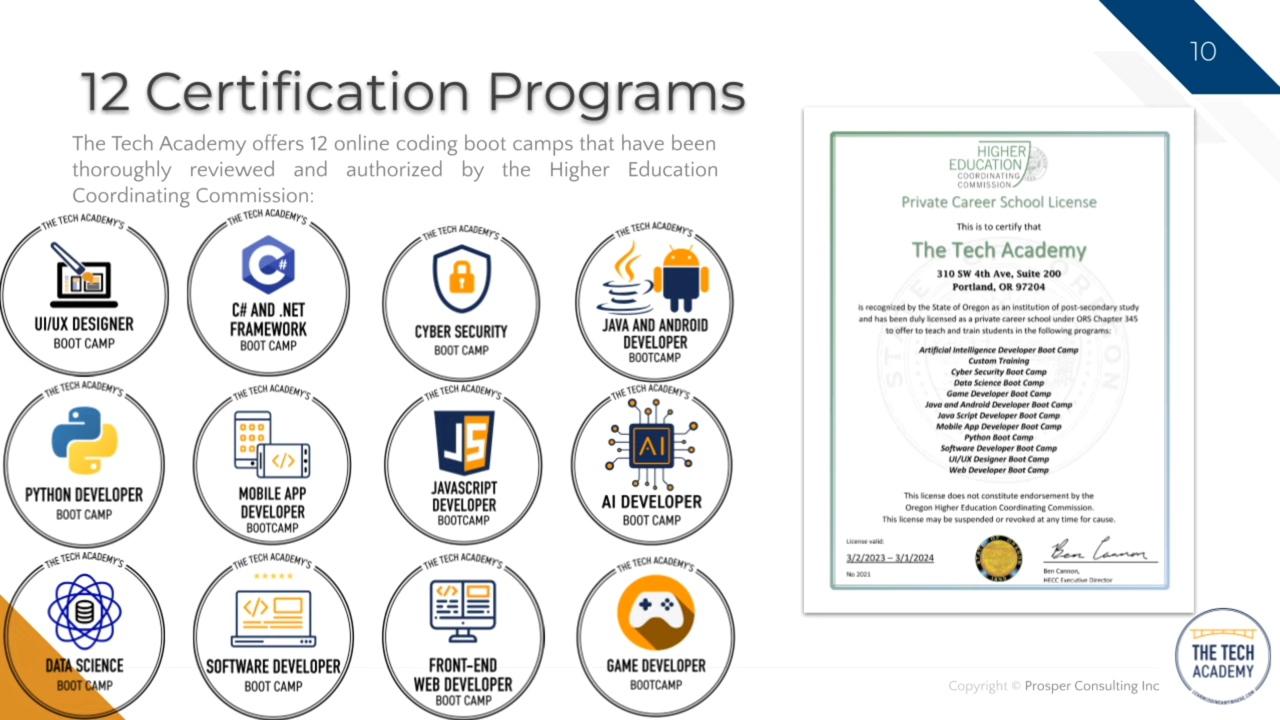 10
12 Certification Programs
The Tech Academy offers 12 online coding boot camps that have been
thoroughly reviewed and authorized by the Higher Education
Coordinating Commission:
THE TECH ACADEMY'S
UI/UX DESIGNER
BOOT CAMP
THE TECH ACADEMY'S
C#
C# AND .NET
FRAMEWORK
BOOT CAMP
THE TECH ACADEMY'S
CYBER SECURITY
BOOT CAMP
THE TECH ACADEMY'S
JAVA AND ANDROID
DEVELOPER
BOOTCAMP
THE TECH ACADEMY'S
PYTHON DEVELOPER
BOOT CAMP
THE TECH ACADEMY'S
</>
MOBILE APP
DEVELOPER
BOOTCAMP
THE TECH ACADEMY'S
JS
JAVASCRIPT
DEVELOPER
BOOTCAMP
THE TECH ACADEMY'S
AI
AI DEVELOPER
BOOT CAMP
THE TECH ACADEMY'S
DATA SCIENCE
BOOT CAMP
THE TECH ACADEMY'S
</>
SOFTWARE DEVELOPER
BOOT CAMP
THE TECH ACADEMY'S
</>
FRONT-END
WEB DEVELOPER
BOOT CAMP
THE TECH ACADEMY'S
GAME DEVELOPER
BOOTCAMP
HIGHER
EDUCATION
COORDINATING
COMMISSION
Private Career School License
This is to certify that
The Tech Academy
310 SW 4th Ave, Suite 200
Portland, OR 97204
is recognized by the State of Oregon as an institution of post-secondary study
and has been duly licensed as a private career school under ORS Chapter 345
to offer to teach and train students in the following programs:
Artificial Intelligence Developer Boot Camp
Custom Training
Cyber Security Boot Camp
Data Science Boot Camp
Game Developer Boot Camp
Java and Android Developer Boot Camp
Java Script Developer Boot Camp
Mobile App Developer Boot Camp
Python Boot Camp
Software Developer Boot Camp
UI/UX Designer Boot Camp
Web Developer Boot Camp
This license does not constitute endorsement by the
Oregon Higher Education Coordinating Commission.
This license may be suspended or revoked at any time for cause.
License valid:
3/2/2023 – 3/1/2024
No 2021
Ben Cannon
Ben Cannon,
HECC Executive Director
THE TECH
ACADEMY
Copyright © Prosper Consulting Inc